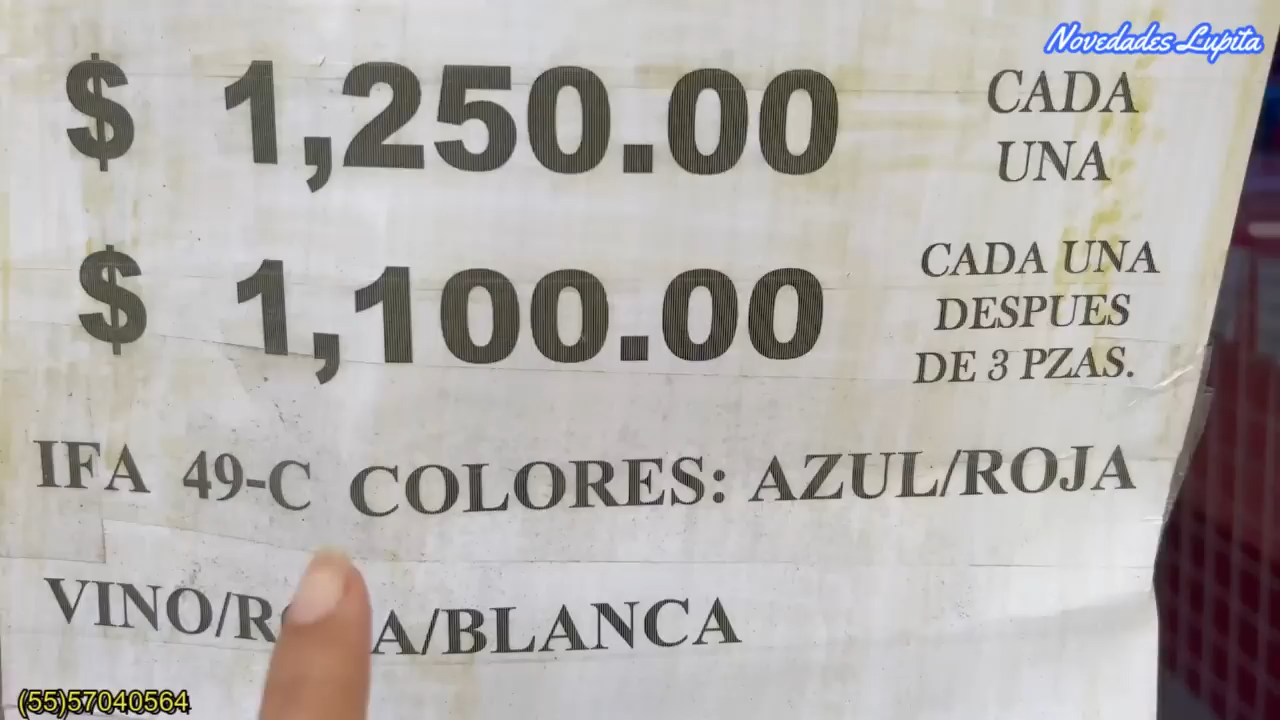 Novedades Lupita
$ 1,250.00 CADA
UNA
$ 1,100.00 CADA UNA
DESPUES
DE 3 PZAS.
IFA 49-C COLORES: AZUL/ROJA
VINO/ /BLANCA
(55)57040564